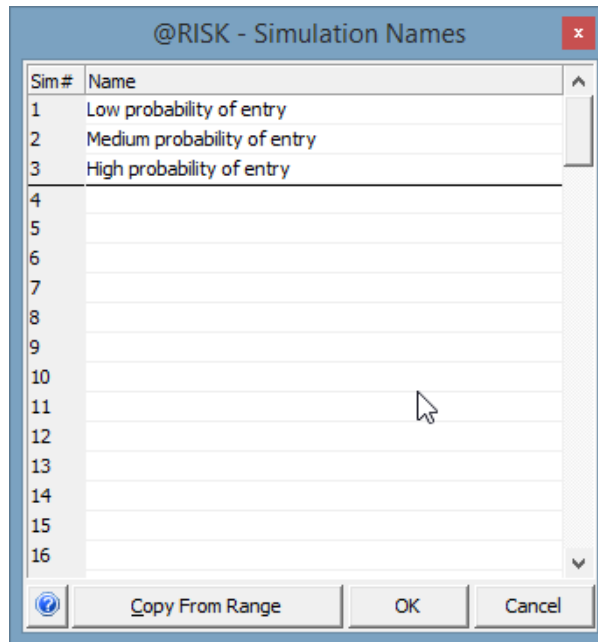 @RISK - Simulation Names
x
Sim# Name
1 Low probability of entry
2 Medium probability of entry
3 High probability of entry
4
5
6
7
8
9
10
11
12
13
14
15
16
? Copy From Range OK Cancel